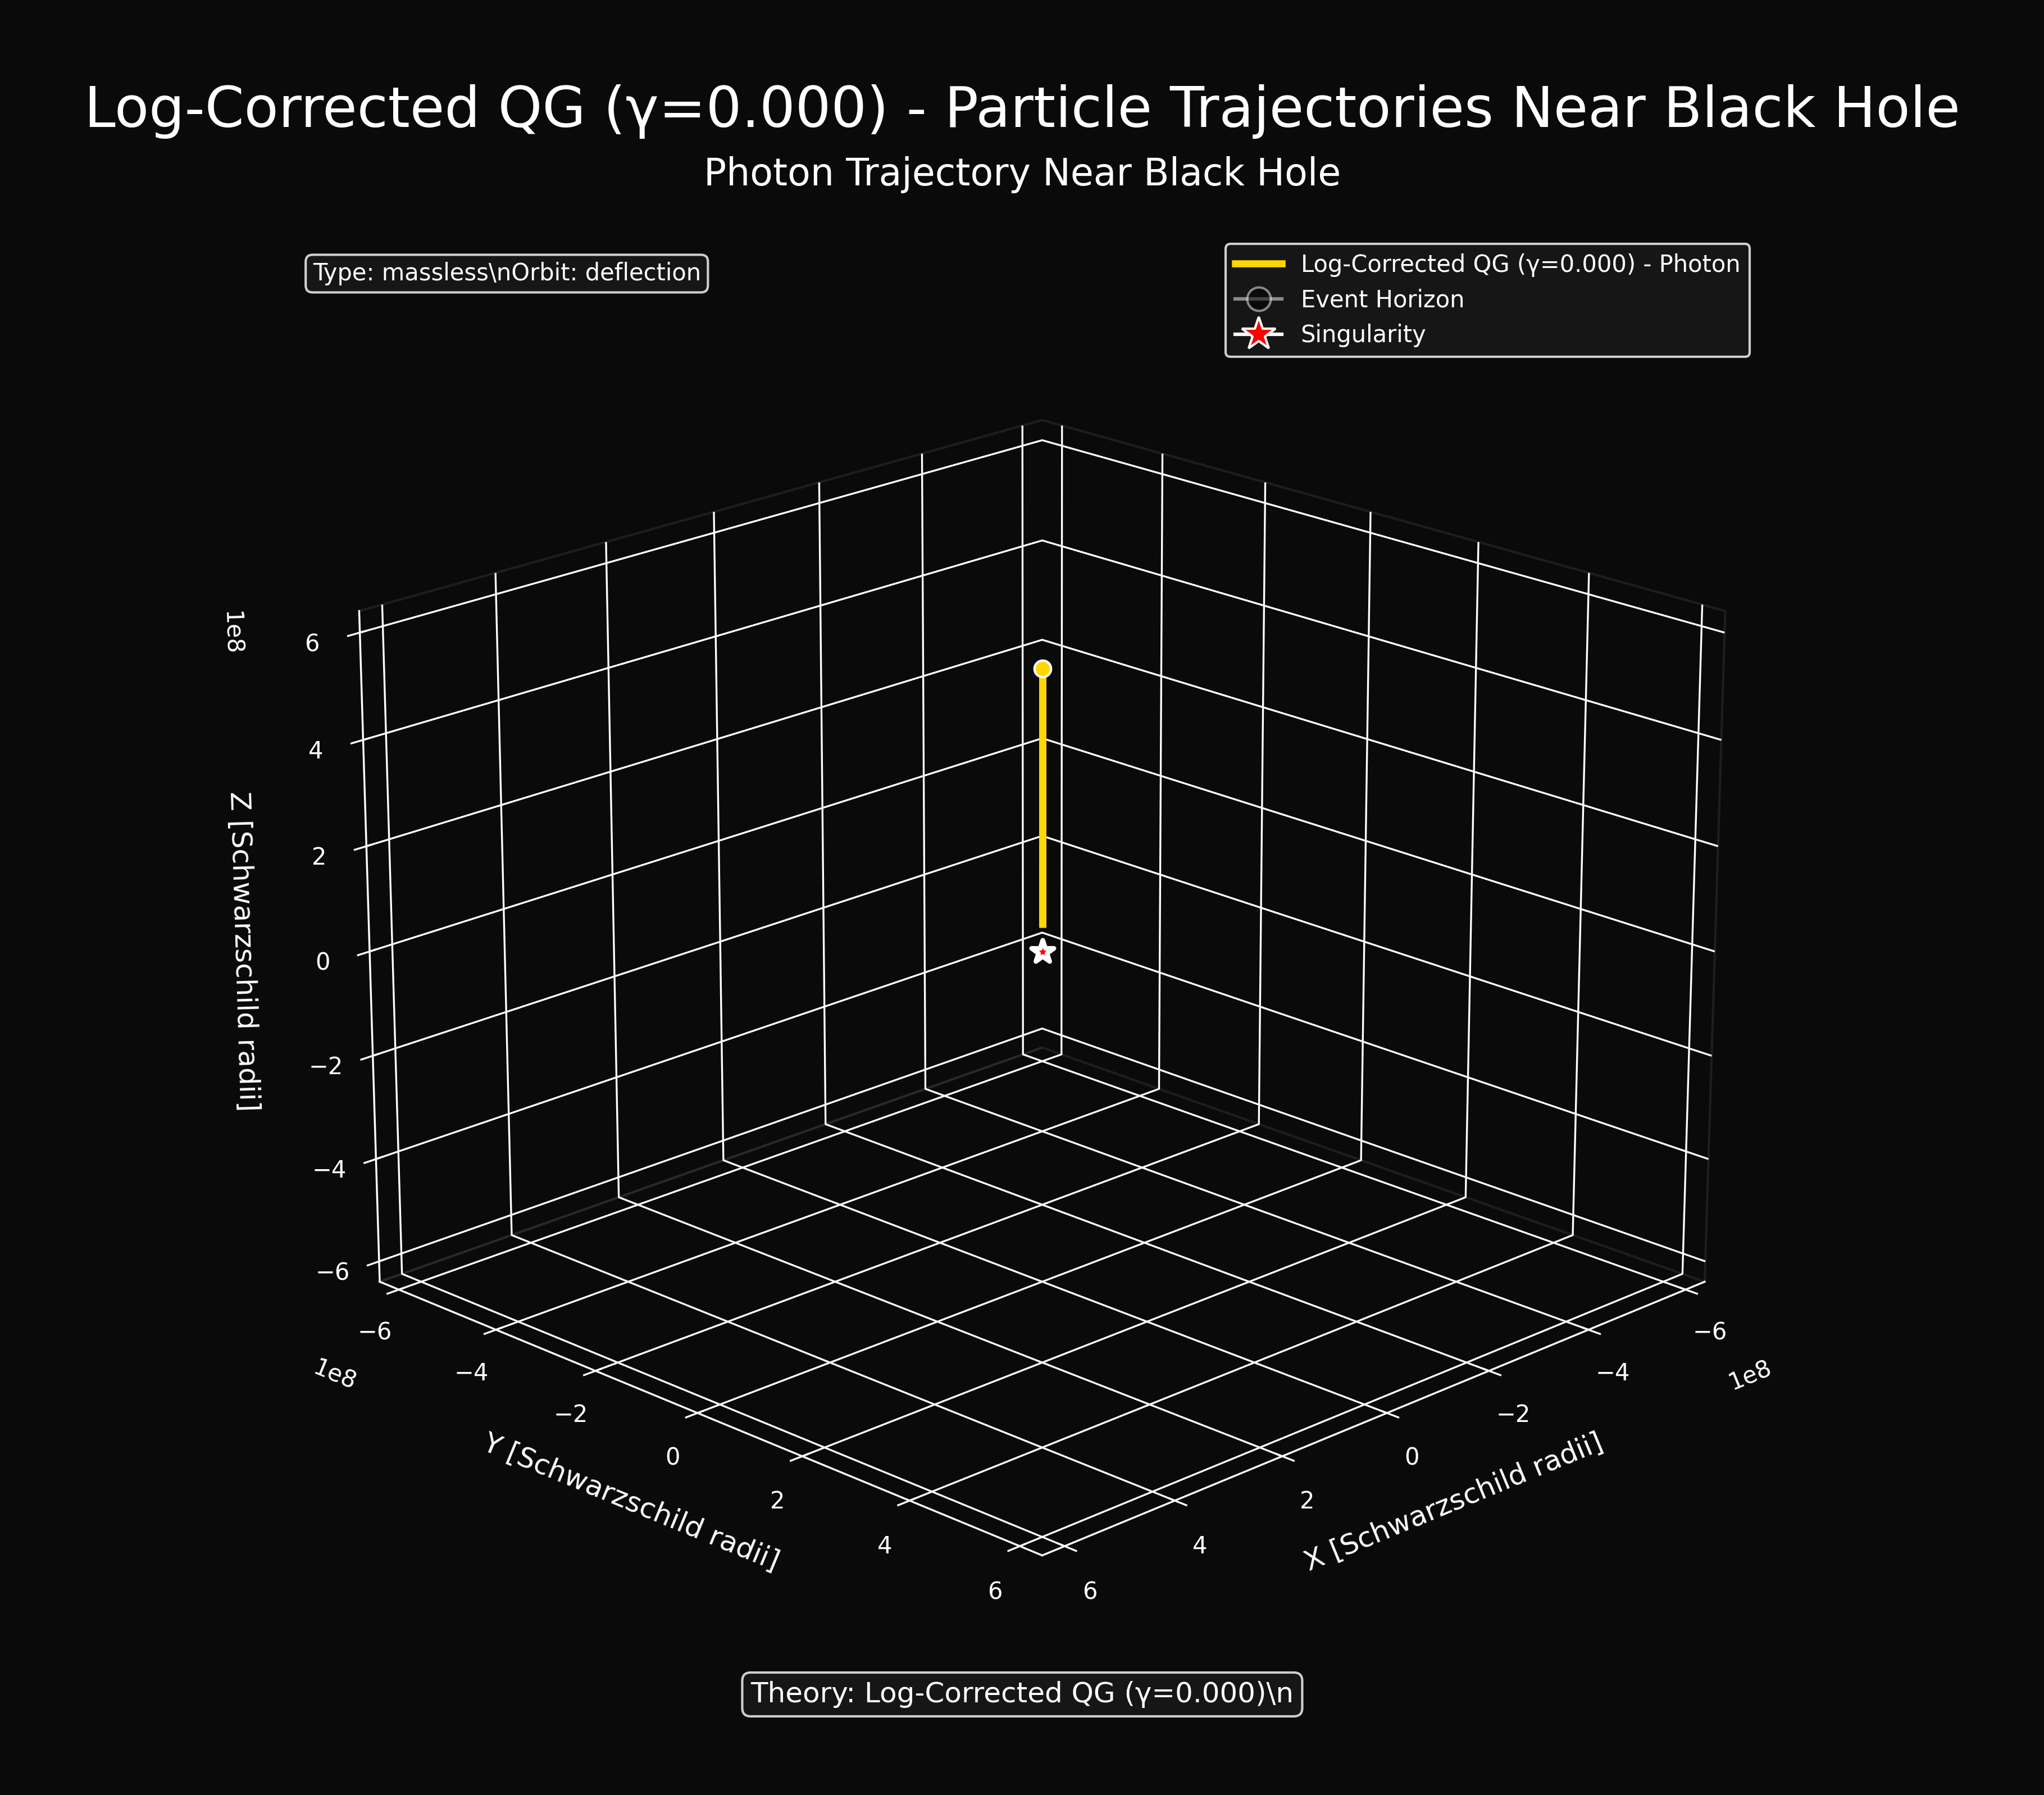 Log-Corrected QG (γ=0.000) - Particle Trajectories Near Black Hole
Photon Trajectory Near Black Hole
Type: massless\nOrbit: deflection
Log-Corrected QG (γ=0.000) - Photon
Event Horizon
Singularity
1e8
6
4
2
0
−2
−4
−6
Z [Schwarzschild radii]
−6
−4
−2
0
2
4
6
1e8
Y [Schwarzschild radii]
−6
−4
−2
0
2
4
6
1e8
X [Schwarzschild radii]
Theory: Log-Corrected QG (γ=0.000)\n